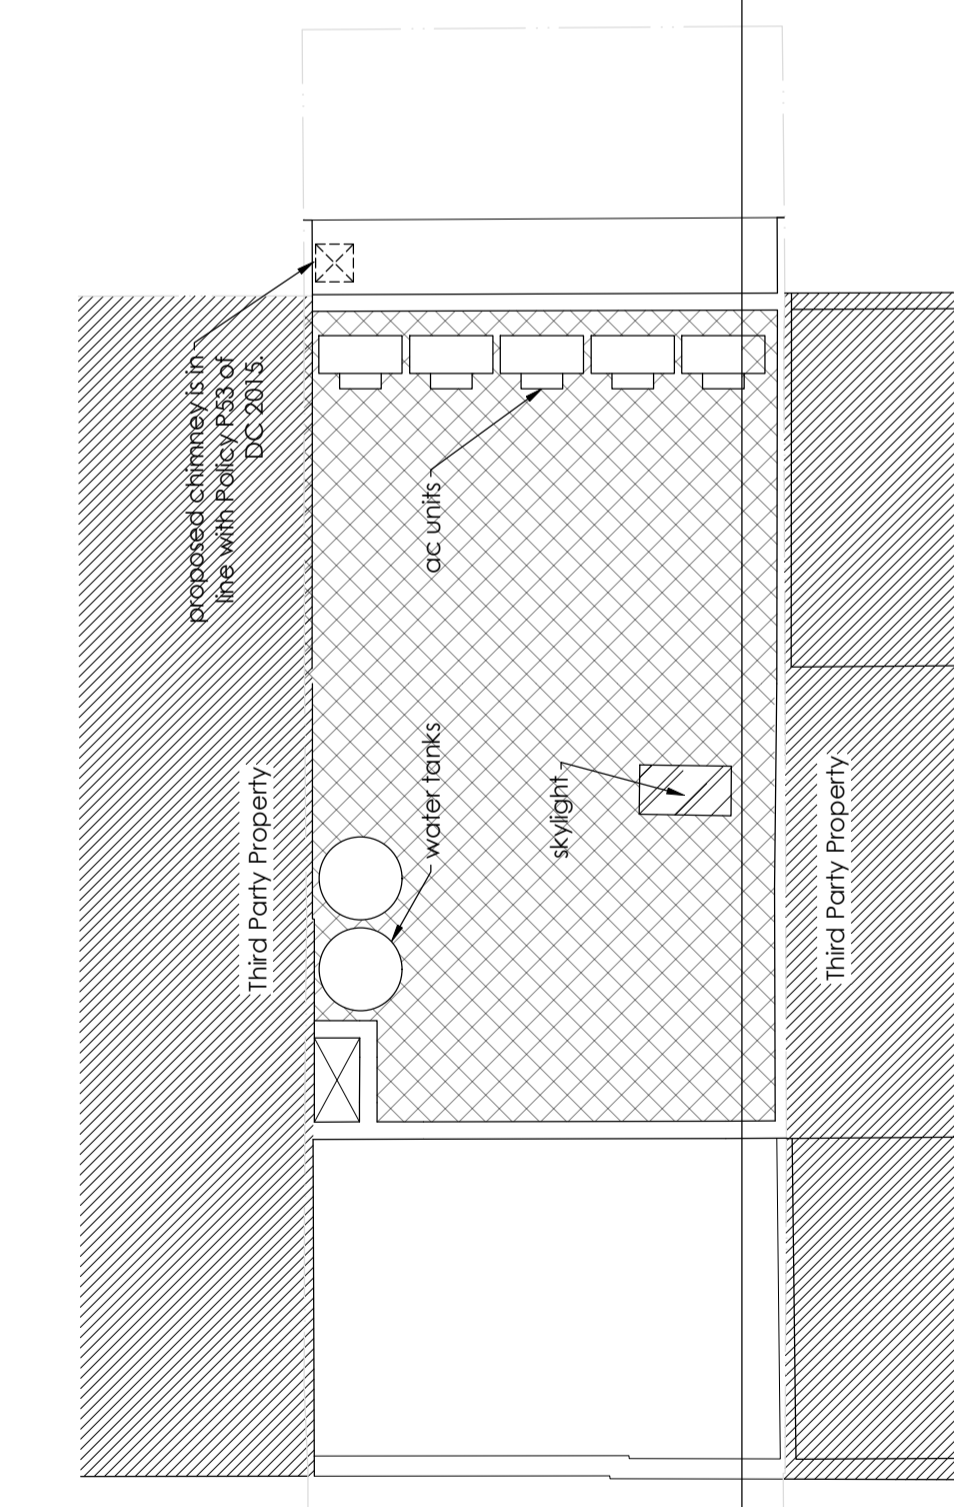 proposed chimney is in
line with Policy P53 of
DC 2015.
ac units
water tanks
skylight
Third Party Property
Third Party Property